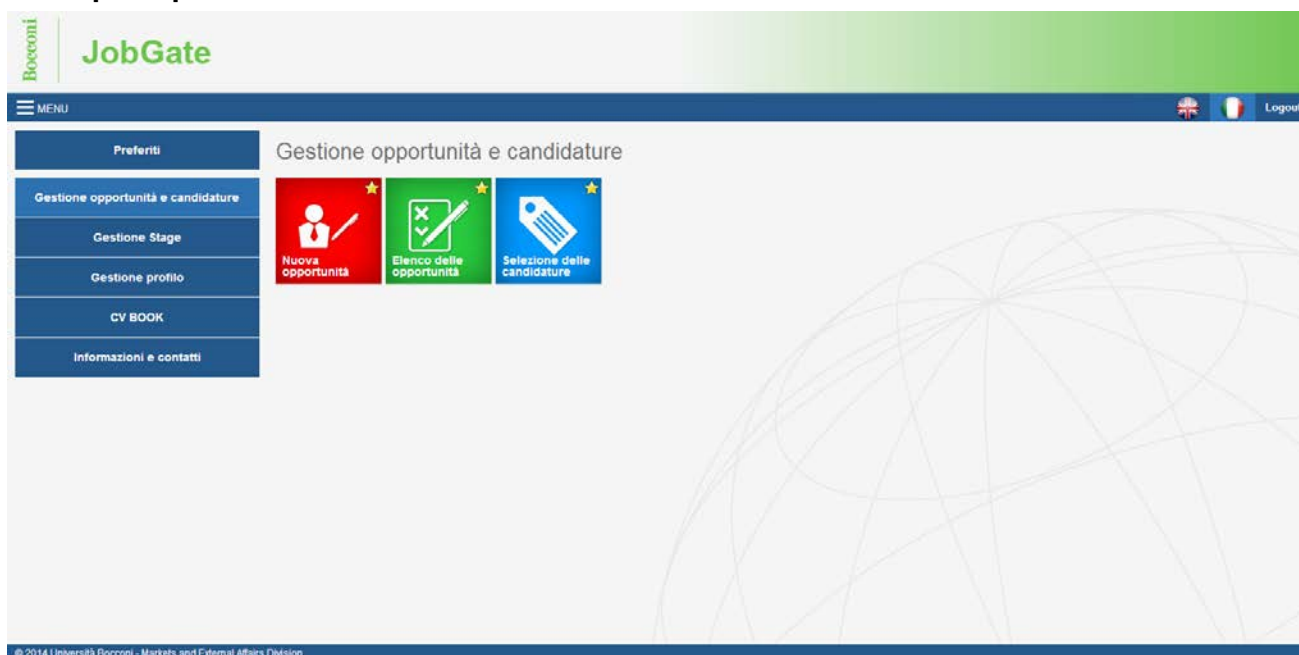 Bocconi
JobGate
MENU
Logout
Preferiti
Gestione opportunità e candidature
Gestione Stage
Gestione profilo
CV BOOK
Informazioni e contatti
Gestione opportunità e candidature
Nuova
opportunità
Elenco delle
opportunità
Selezione delle
candidature
© 2014 Università Bocconi - Markets and External Affairs Division